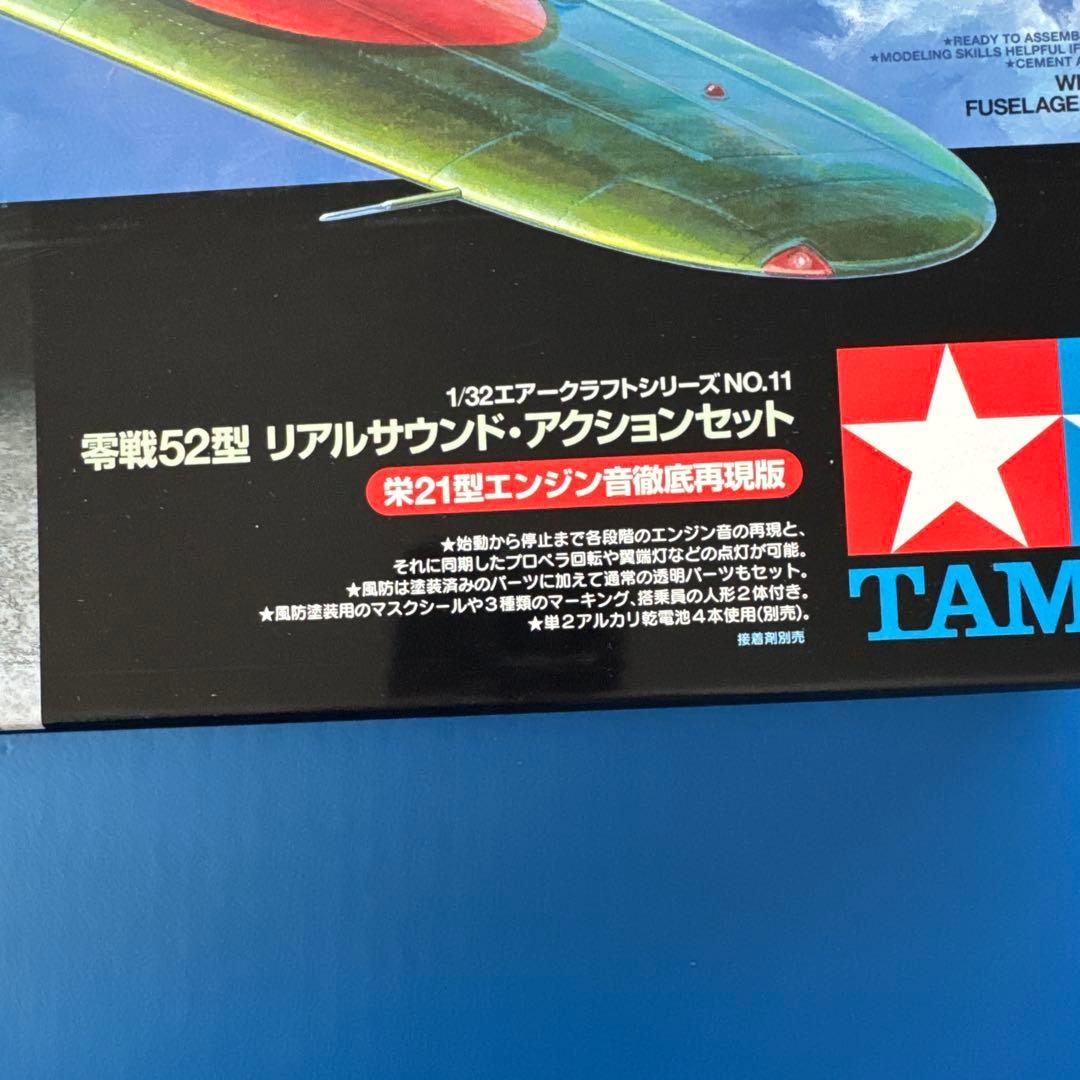 ★READY TO ASSEMB
★MODELING SKILLS HELPFUL IF
★CEMENT A
FUSELAGE
1/32エアークラフトシリーズNO.11
零戦52型 リアルサウンド・アクションセット
栄21型エンジン音徹底再現版
★始動から停止まで各段階のエンジン音の再現と、
それに同期したプロペラ回転や翼端灯などの点灯が可能。
★風防は塗装済みのパーツに加えて通常の透明パーツもセット。
★風防塗装用のマスクシールや3種類のマーキング、搭乗員の人形2体付き。
★単2アルカリ乾電池4本使用(別売)。
接着剤別売
TAM